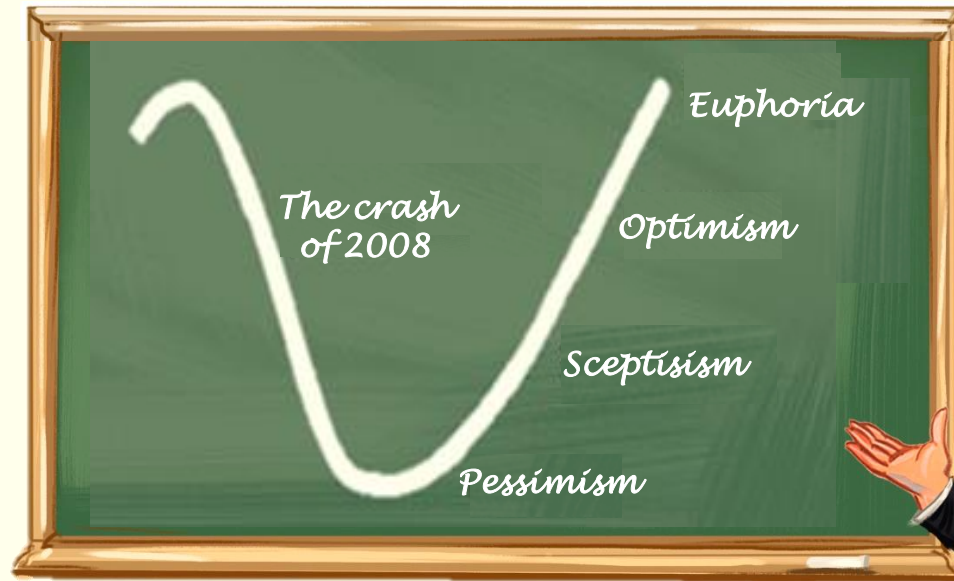 Euphoria
The crash
of 2008
Optimism
Sceptisism
Pessimism